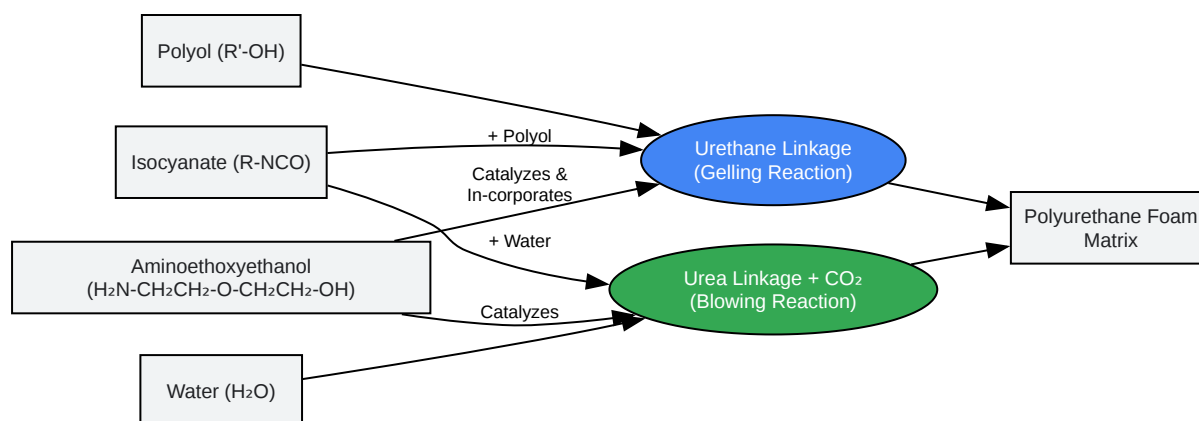 Polyol (R'-OH)
Isocyanate (R-NCO)
+ Polyol
Urethane Linkage
(Gelling Reaction)
Catalyzes &
In-corporates
Polyurethane Foam
Matrix
+ Water
Aminoethoxyethanol
(H₂N-CH₂CH₂-O-CH₂CH₂-OH)
Urea Linkage + CO₂
(Blowing Reaction)
Catalyzes
Water (H₂O)